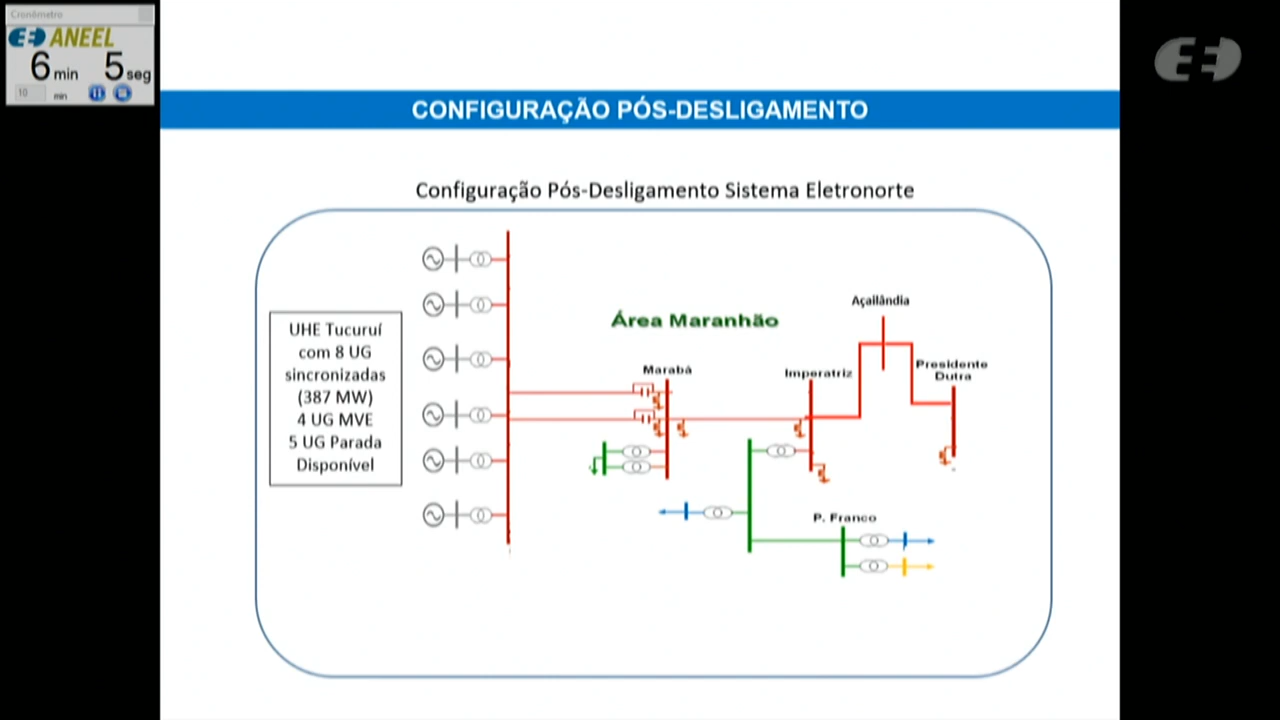 Cronômetro
ANEEL
6 min 5 seg
10 min
CONFIGURAÇÃO PÓS-DESLIGAMENTO
Configuração Pós-Desligamento Sistema Eletronorte
UHE Tucuruí
com 8 UG
sincronizadas
(387 MW)
4 UG MVE
5 UG Parada
Disponível
Área Maranhão
Marabá
Imperatriz
Açailândia
Presidente
Dutra
P. Franco